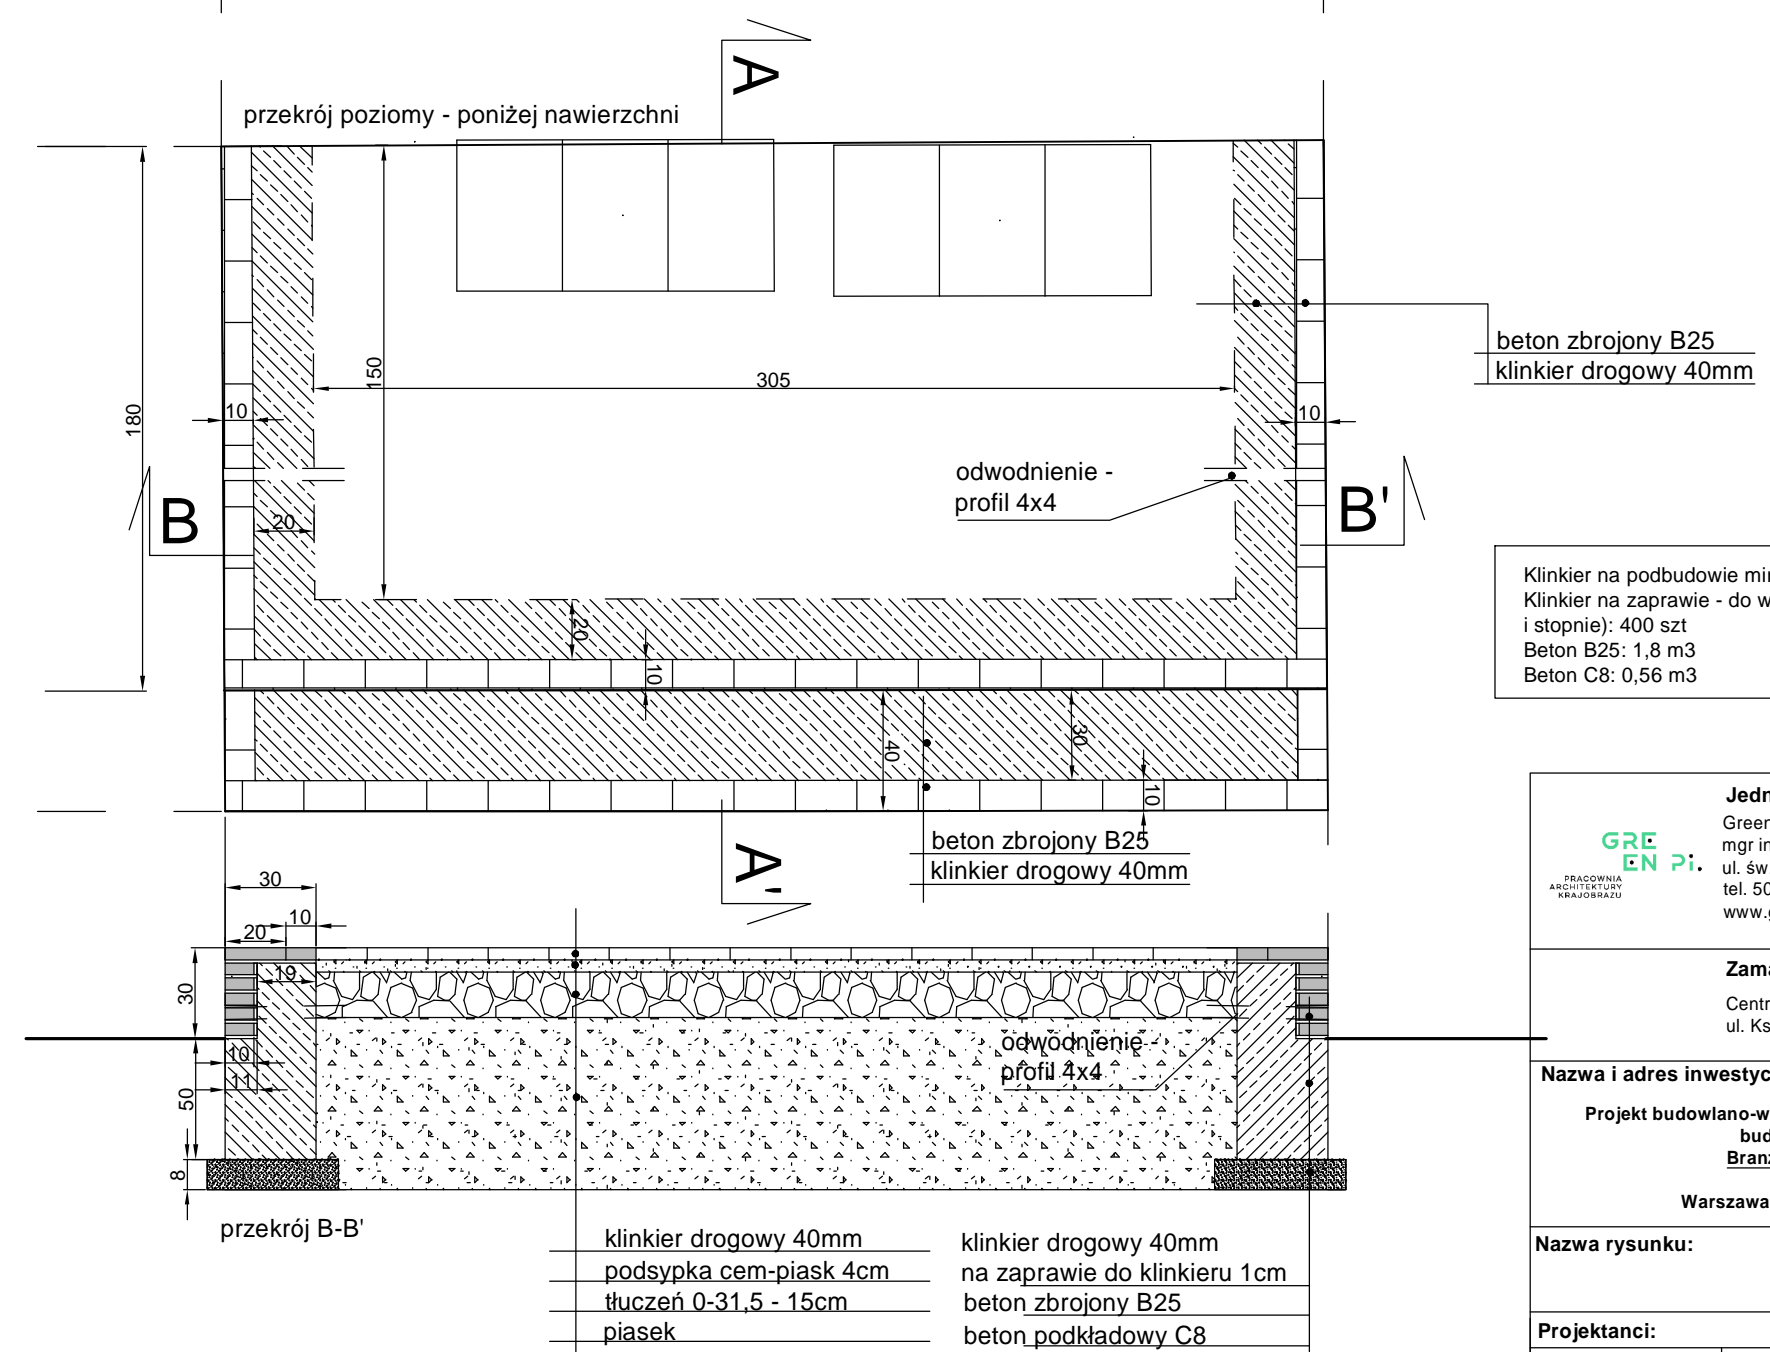 A
przekrój poziomy - poniżej nawierzchni
150
305
180
10
10
beton zbrojony B25
klinkier drogowy 40mm
odwodnienie -
profil 4x4
B
B'
20
20
10
40
30
10
Klinkier na podbudowie
Klinkier na zaprawie - do
i stopnie): 400 szt
Beton B25: 1,8 m3
Beton C8: 0,56 m3
beton zbrojony B25
klinkier drogowy 40mm
A'
GRE
EN Pi.
PRACOWNIA
ARCHITEKTURY
KRAJOBRAZU
Green
ul. św
tel. 50
www.
30
10
20
19
30
10
11
50
8
odwodnienie -
profil 4x4
przekrój B-B'
klinkier drogowy 40mm
podsypka cem-piask 4cm
tłuczeń 0-31,5 - 15cm
piasek
klinkier drogowy 40mm
na zaprawie do klinkieru 1cm
beton zbrojony B25
beton podkładowy C8
Zama
Centr
ul. Ks
Nazwa i adres inwestyc
Projekt budowlano-w
bud
Branż
Warszawa
Nazwa rysunku:
Projektanci: